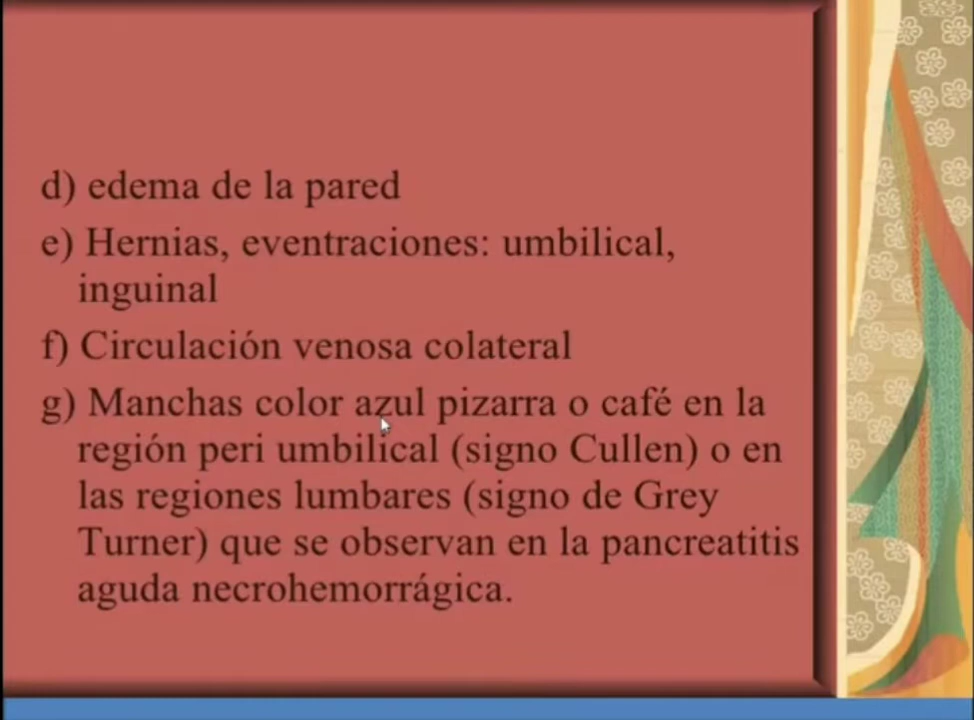 d) edema de la pared
e) Hernias, eventraciones: umbilical,
inguinal
f) Circulación venosa colateral
g) Manchas color azul pizarra o café en la
región peri umbilical (signo Cullen) o en
las regiones lumbares (signo de Grey
Turner) que se observan en la pancreatitis
aguda necrohemorrágica.